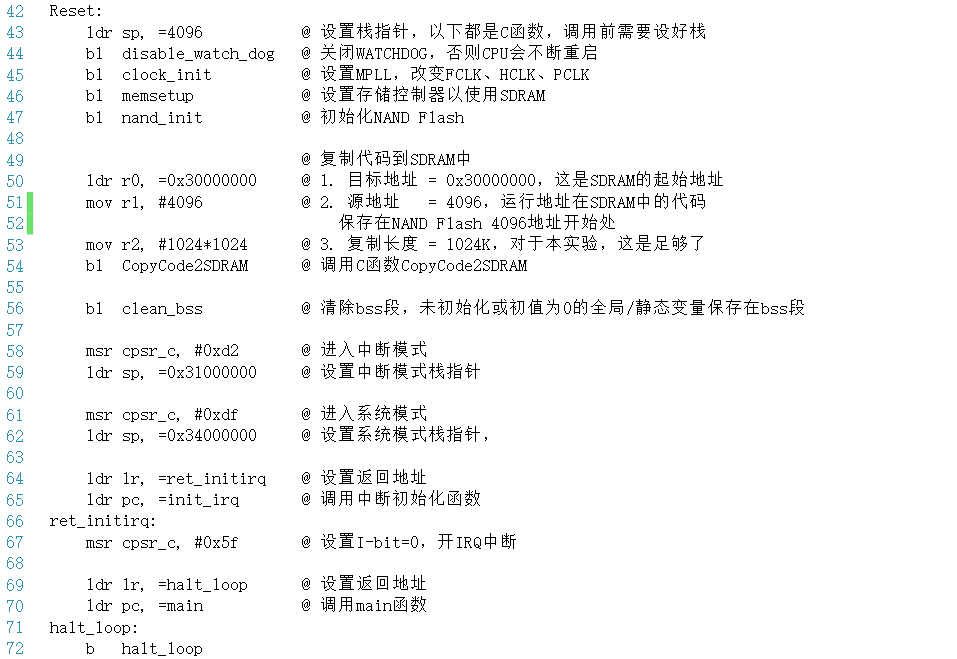 42 Reset:
43     ldr sp, =4096           @ 设置栈指针，以下都是C函数，调用前需要设好栈
44     bl  disable_watch_dog   @ 关闭WATCHDOG，否则CPU会不断重启
45     bl  clock_init          @ 设置MPLL，改变FCLK、HCLK、PCLK
46     bl  memsetup            @ 设置存储控制器以使用SDRAM
47     bl  nand_init           @ 初始化NAND Flash
48
49                             @ 复制代码到SDRAM中
50     ldr r0, =0x30000000     @ 1. 目标地址 = 0x30000000，这是SDRAM的起始地址
51     mov r1, #4096           @ 2. 源地址   = 4096，运行地址在SDRAM中的代码
52                                 保存在NAND Flash 4096地址开始处
53     mov r2, #1024*1024      @ 3. 复制长度 = 1024K，对于本实验，这是足够了
54     bl  CopyCode2SDRAM      @ 调用C函数CopyCode2SDRAM
55
56     bl  clean_bss           @ 清除bss段，未初始化或初值为0的全局/静态变量保存在bss段
57
58     msr cpsr_c, #0xd2       @ 进入中断模式
59     ldr sp, =0x31000000     @ 设置中断模式栈指针
60
61     msr cpsr_c, #0xdf       @ 进入系统模式
62     ldr sp, =0x34000000     @ 设置系统模式栈指针，
63
64     ldr lr, =ret_initirq    @ 设置返回地址
65     ldr pc, =init_irq       @ 调用中断初始化函数
66 ret_initirq:
67     msr cpsr_c, #0x5f       @ 设置I-bit=0，开IRQ中断
68
69     ldr lr, =halt_loop      @ 设置返回地址
70     ldr pc, =main           @ 调用main函数
71 halt_loop:
72     b   halt_loop